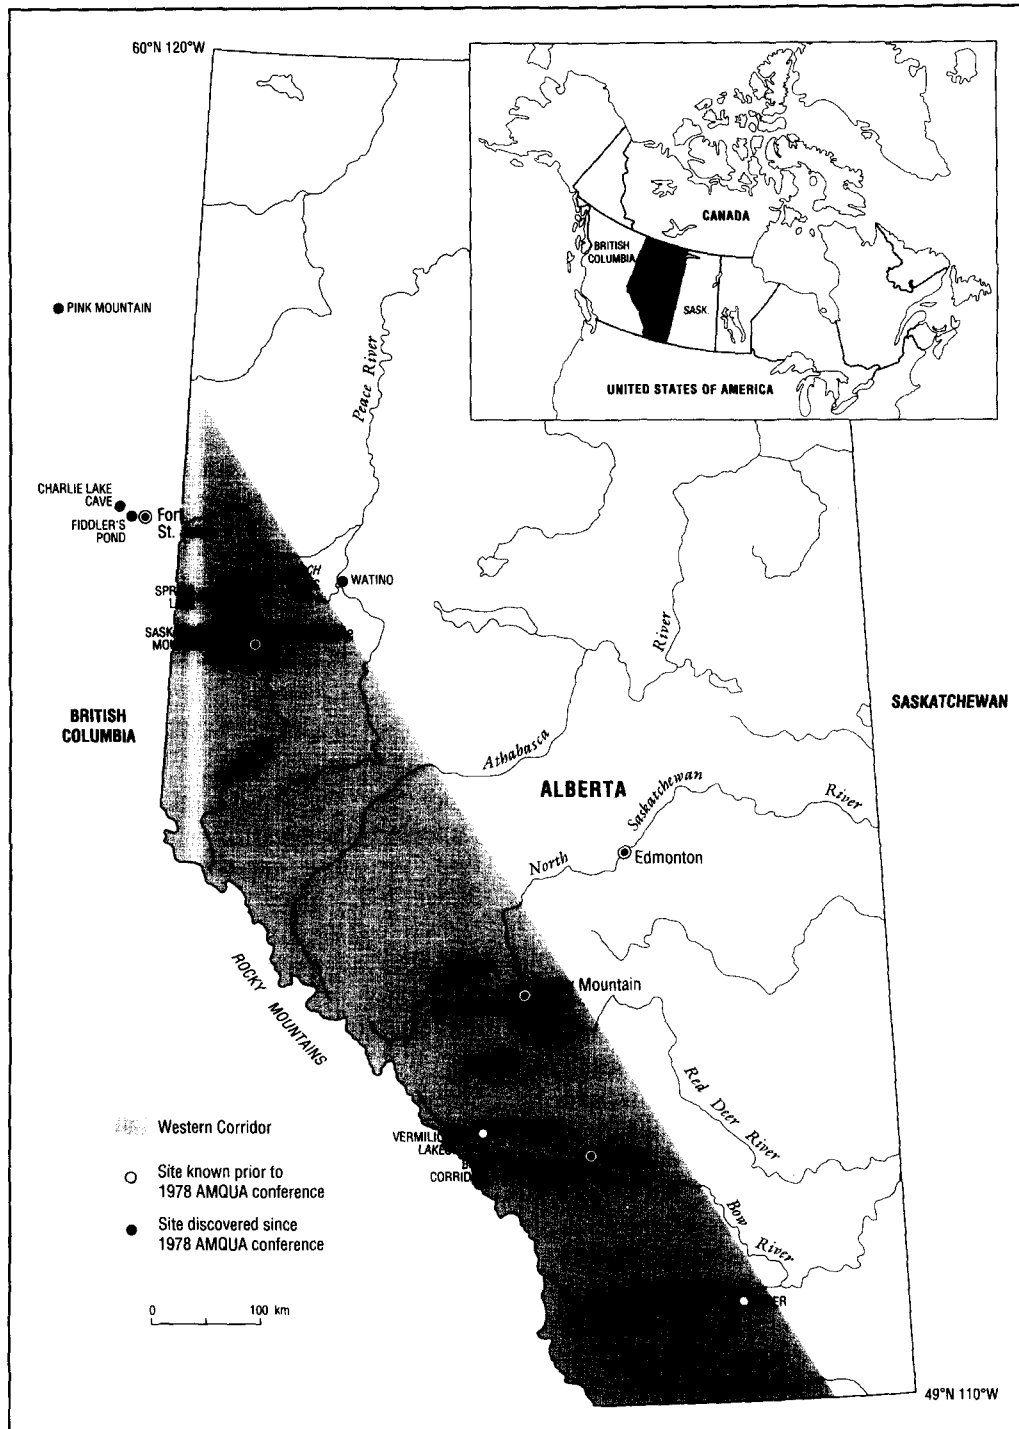 60°N 120°W
CANADA
BRITISH
COLUMBIA
SASK.
UNITED STATES OF AMERICA
PINK MOUNTAIN
Peace River
CHARLIE LAKE
CAVE
FIDDLER'S
POND
Fort
St.
WATINO
River
BRITISH
COLUMBIA
SASKATCHEWAN
Athabasca
ALBERTA
North
Saskatchewan
River
Edmonton
ROCKY MOUNTAINS
Mountain
Red Deer River
Western Corridor
VERMILION
LAKES
Site known prior to
1978 AMQUA conference
Site discovered since
1978 AMQUA conference
Bow
River
0 100 km
49°N 110°W